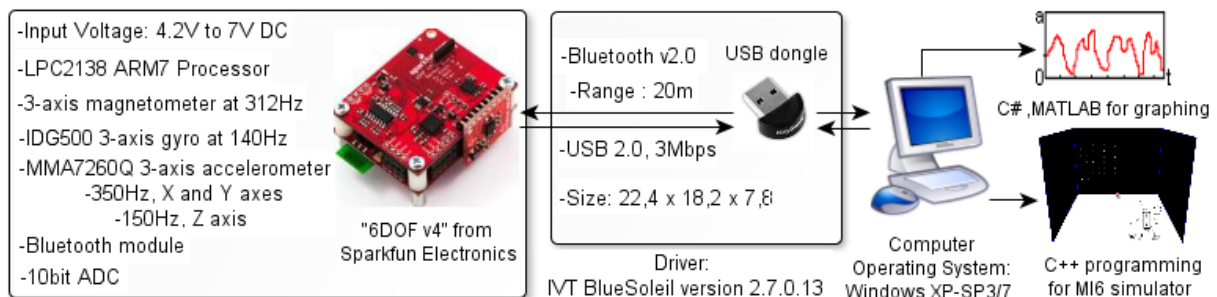 -Input Voltage: 4.2V to 7V DC
-LPC2138 ARM7 Processor
-3-axis magnetometer at 312Hz
-IDG500 3-axis gyro at 140Hz
-MMA7260Q 3-axis accelerometer
-350Hz, X and Y axes
-150Hz, Z axis
-Bluetooth module
-10bit ADC
"6DOF v4" from
Sparkfun Electronics
-Bluetooth v2.0
-Range : 20m
USB dongle
-USB 2.0, 3Mbps
-Size: 22,4 x 18,2 x 7,8
Driver:
IVT BlueSoleil version 2.7.0.13
Computer
Operating System:
Windows XP-SP3/7
a
0
t
C# ,MATLAB for graphing
C++ programming
for MI6 simulator